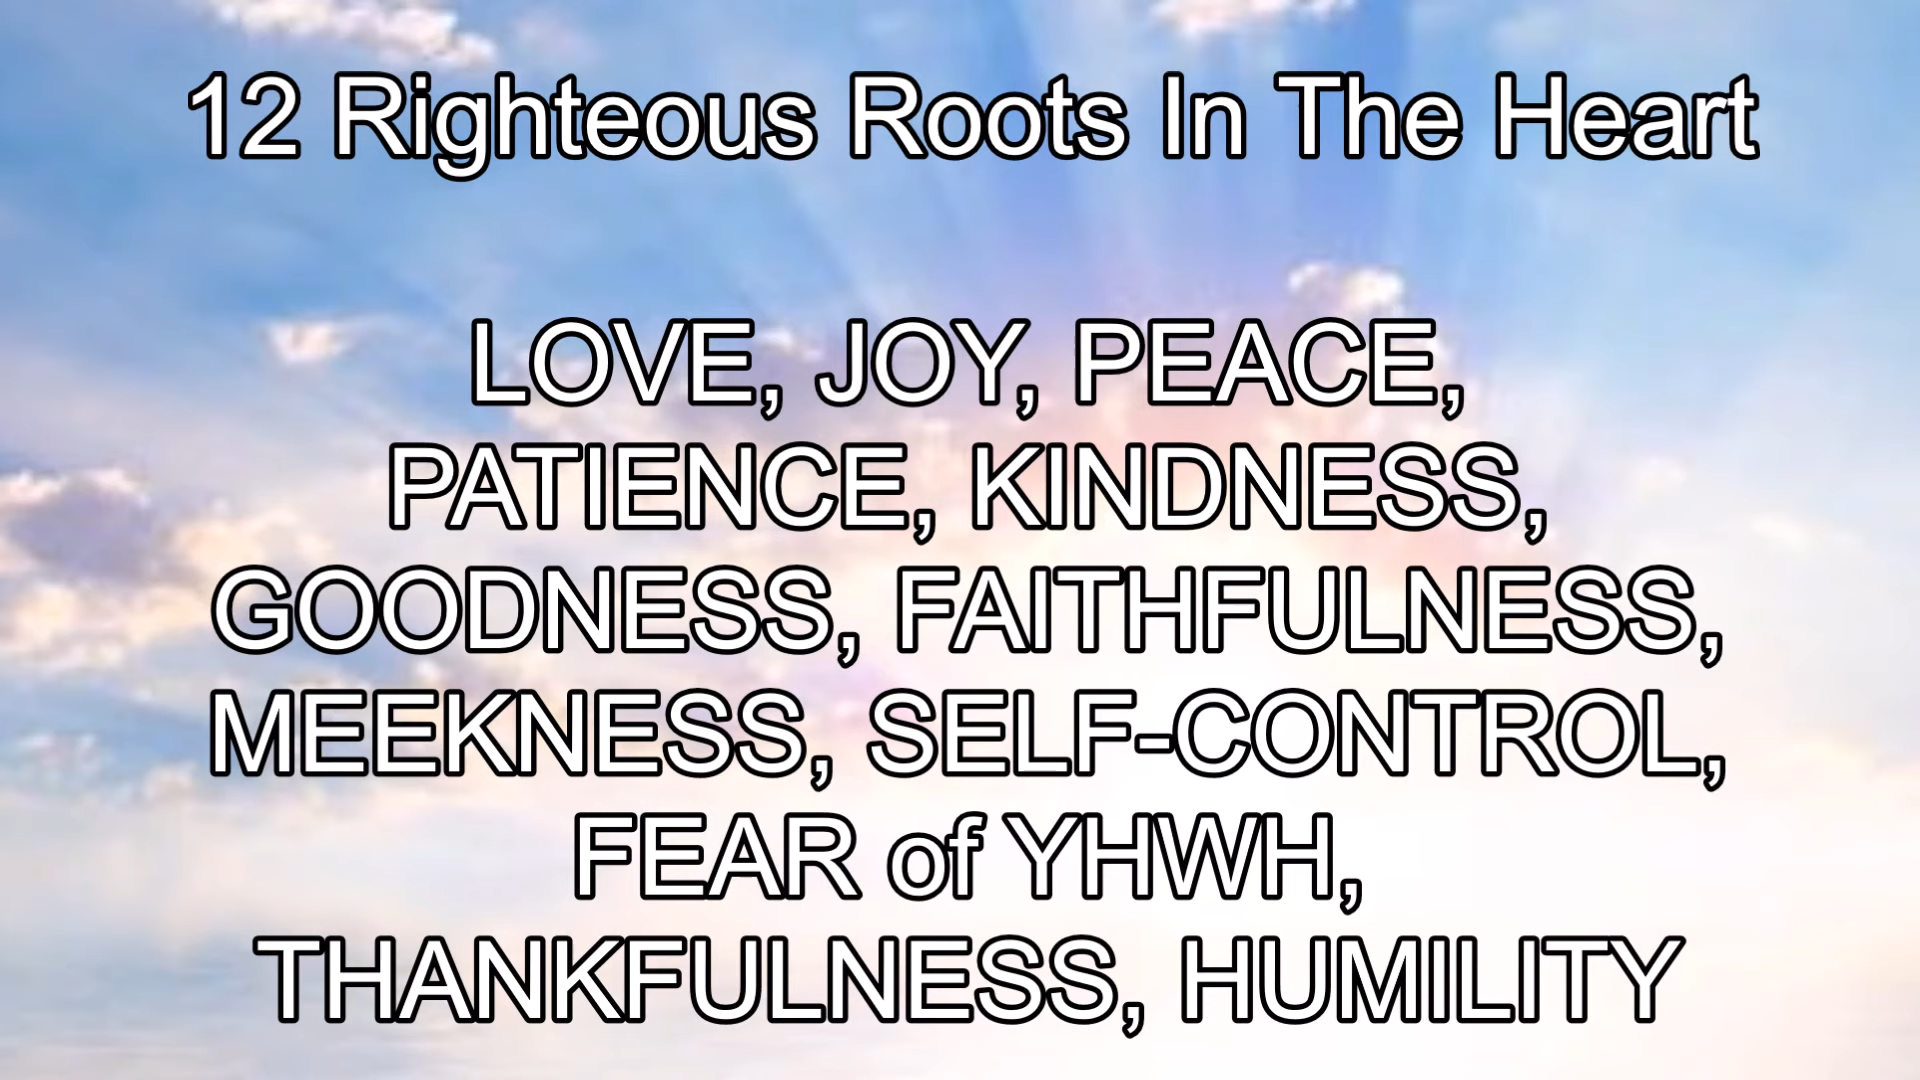 12 Righteous Roots In The Heart
LOVE, JOY, PEACE,
PATIENCE, KINDNESS,
GOODNESS, FAITHFULNESS,
MEEKNESS, SELF-CONTROL,
FEAR of YHWH,
THANKFULNESS, HUMILITY